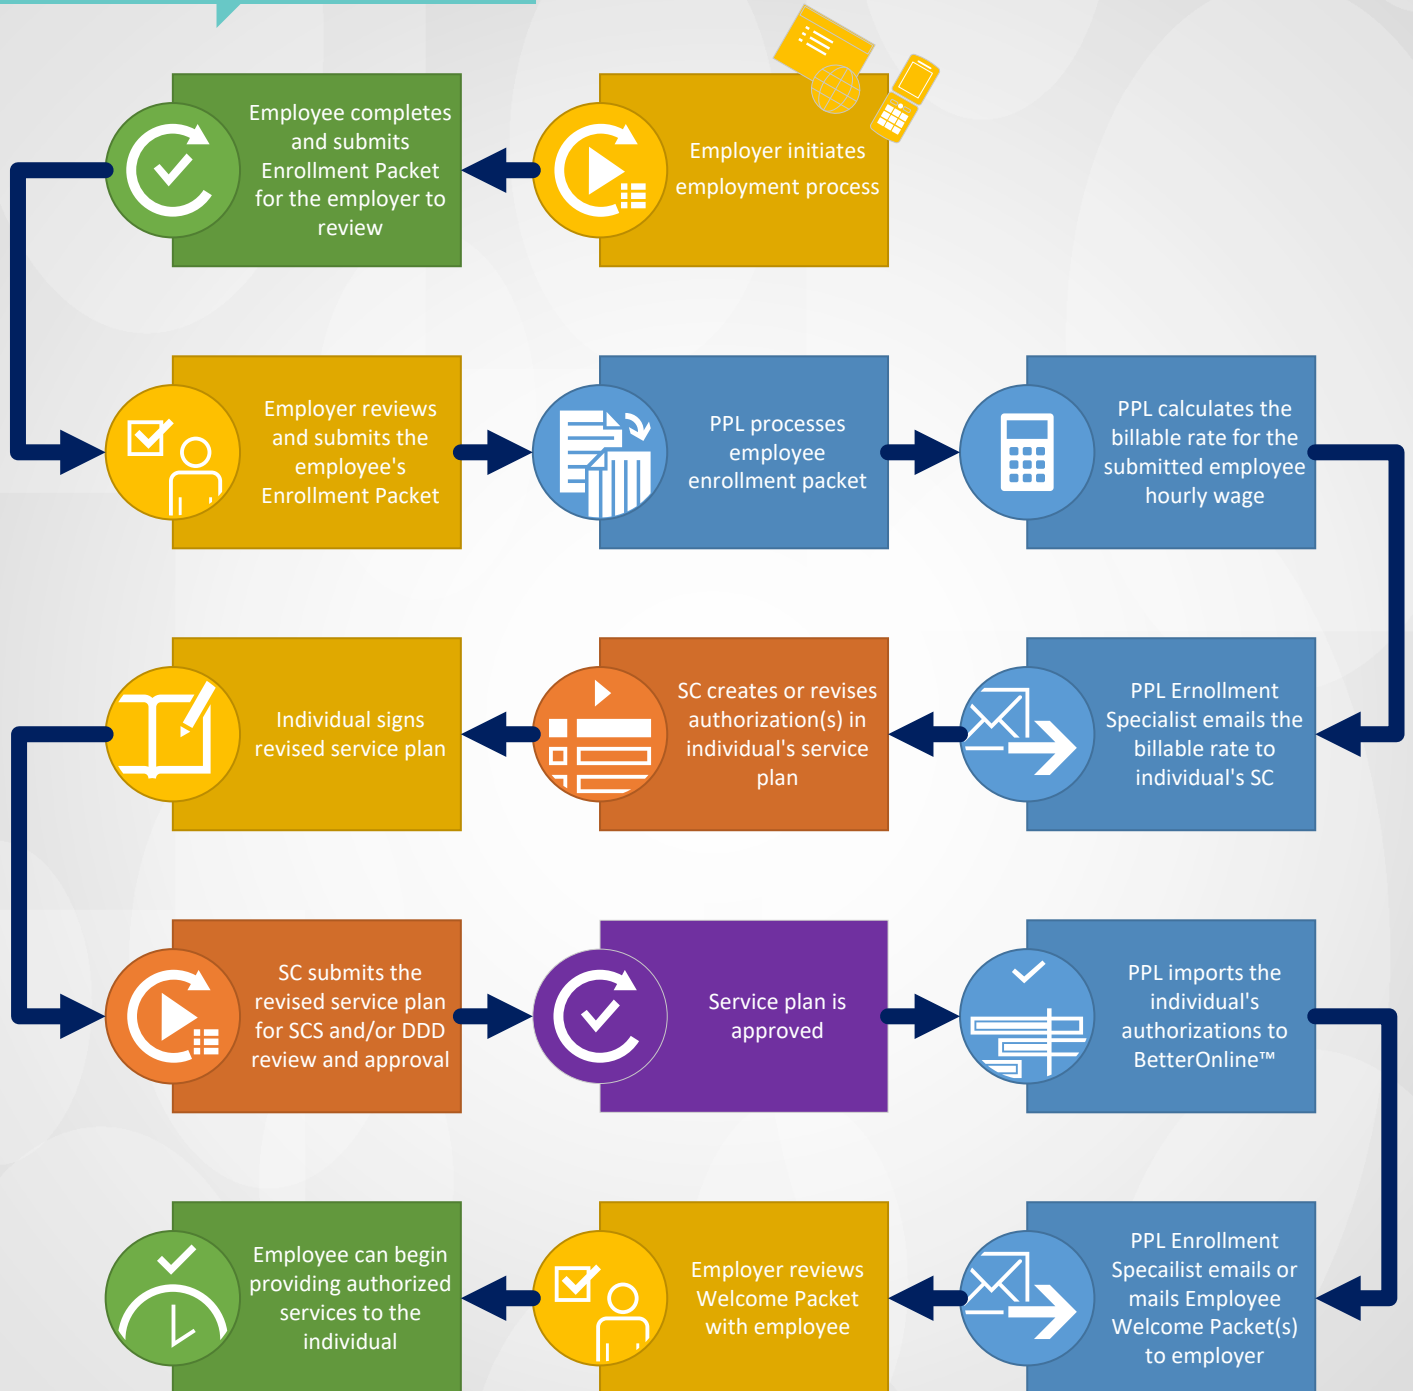 Employer initiates
employment process
Employee completes
and submits
Enrollment Packet
for the employer to
review
Employer reviews
and submits the
employee's
Enrollment Packet
PPL processes
employee
enrollment packet
PPL calculates the
billable rate for the
submitted employee
hourly wage
PPL Ernollment
Specialist emails the
billable rate to
individual's SC
SC creates or revises
authorization(s) in
individual's service
plan
Individual signs
revised service plan
SC submits the
revised service plan
for SCS and/or DDD
review and approval
Service plan is
approved
PPL imports the
individual's
authorizations to
BetterOnline™
PPL Enrollment
Specailist emails or
mails Employee
Welcome Packet(s)
to employer
Employer reviews
Welcome Packet
with employee
Employee can begin
providing authorized
services to the
individual